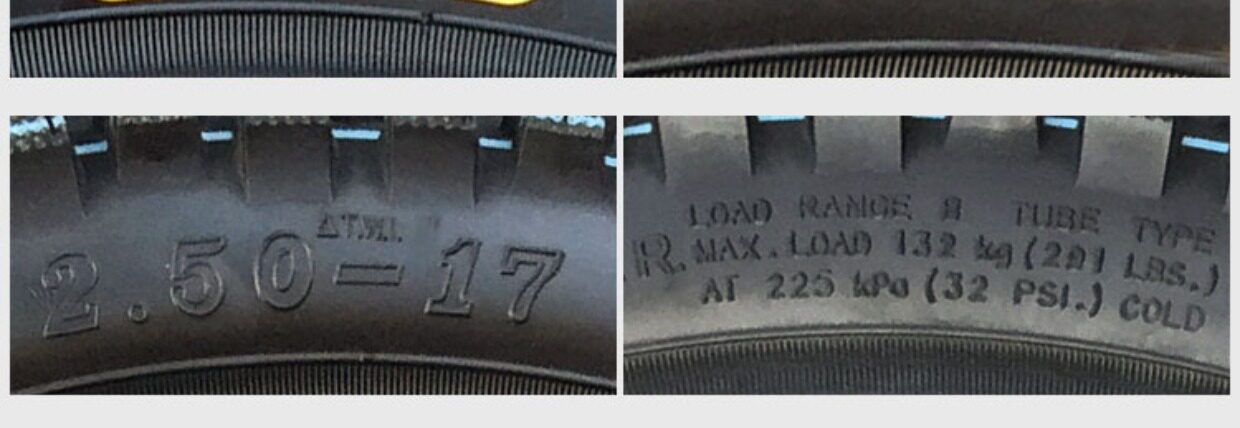 △T.W.I.
2.50=17
LOAD RANGE B TUBE TYPE
R. MAX. LOAD 132 kg (291 LBS.)
AT 225 kPa (32 PSI.) COLD